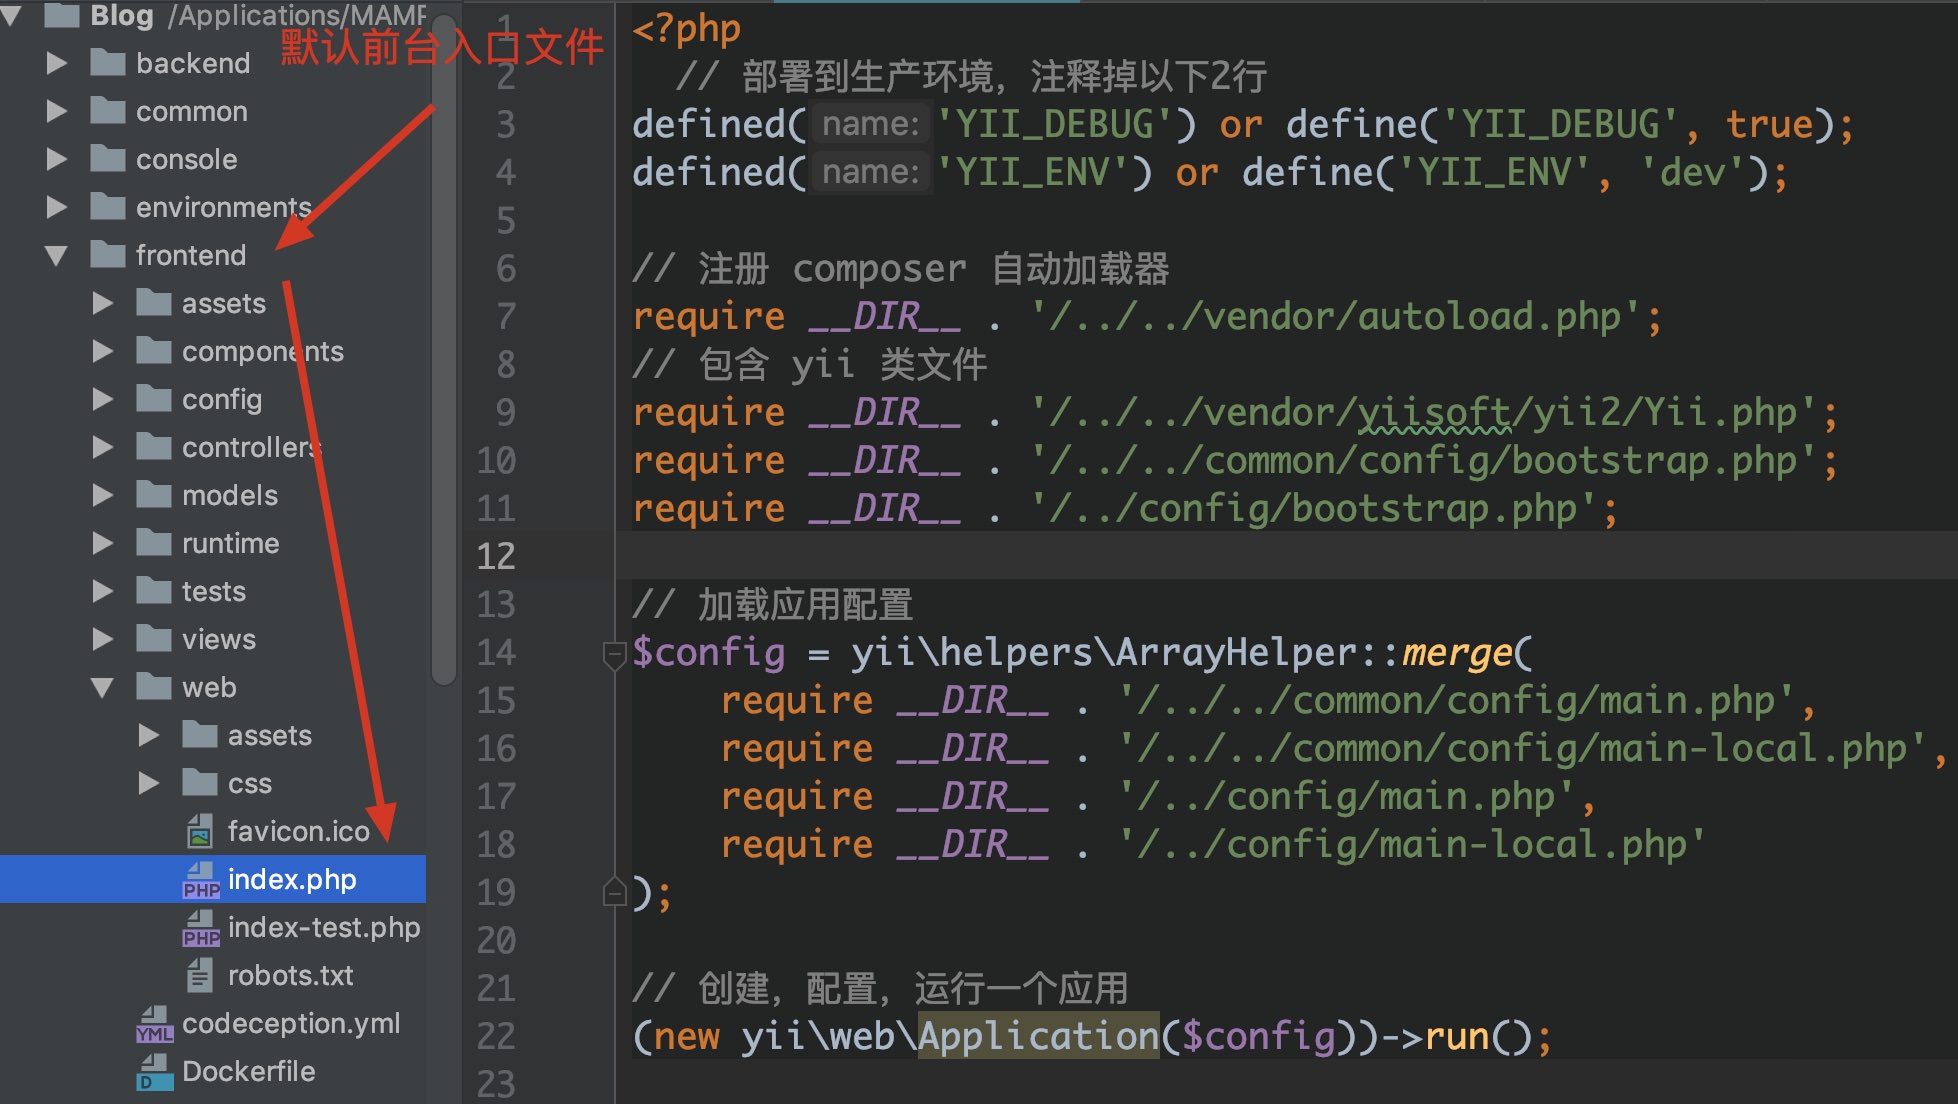 Blog /Applications/MAMP
默认前台入口文件
backend
common
console
environments
frontend
assets
components
config
controllers
models
runtime
tests
views
web
assets
css
favicon.ico
PHP index.php
PHP index-test.php
robots.txt
YML codeception.yml
D Dockerfile
1 <?php
2 // 部署到生产环境，注释掉以下2行
3 defined( name: 'YII_DEBUG') or define('YII_DEBUG', true);
4 defined( name: 'YII_ENV') or define('YII_ENV', 'dev');
5
6 // 注册 composer 自动加载器
7 require __DIR__ . '/../../vendor/autoload.php';
8 // 包含 yii 类文件
9 require __DIR__ . '/../../vendor/yiisoft/yii2/Yii.php';
10 require __DIR__ . '/../../common/config/bootstrap.php';
11 require __DIR__ . '/../config/bootstrap.php';
12
13 // 加载应用配置
14 $config = yii\helpers\ArrayHelper::merge(
15 require __DIR__ . '/../../common/config/main.php',
16 require __DIR__ . '/../../common/config/main-local.php',
17 require __DIR__ . '/../config/main.php',
18 require __DIR__ . '/../config/main-local.php'
19 );
20
21 // 创建，配置，运行一个应用
22 (new yii\web\Application($config))->run();
23